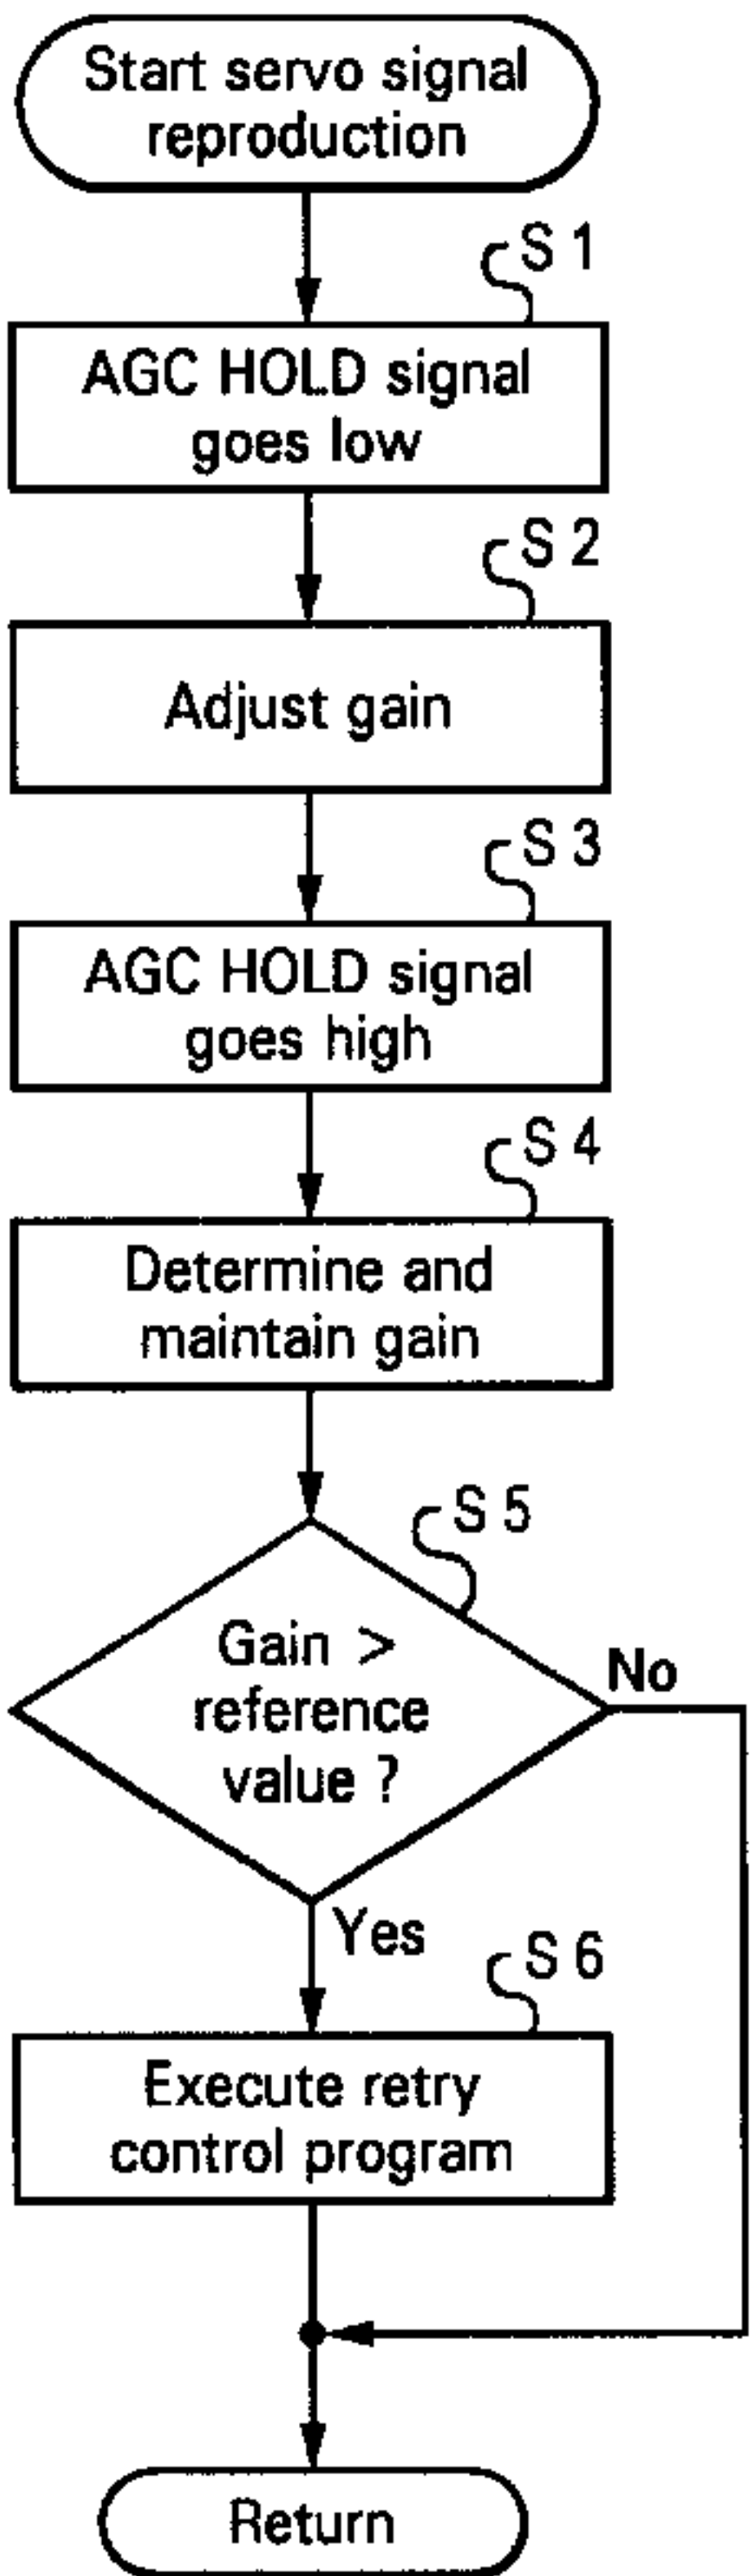 Start servo signal
reproduction
S 1
AGC HOLD signal
goes low
S 2
Adjust gain
S 3
AGC HOLD signal
goes high
S 4
Determine and
maintain gain
S 5
Gain >
reference
value ?
No
Yes
S 6
Execute retry
control program
Return